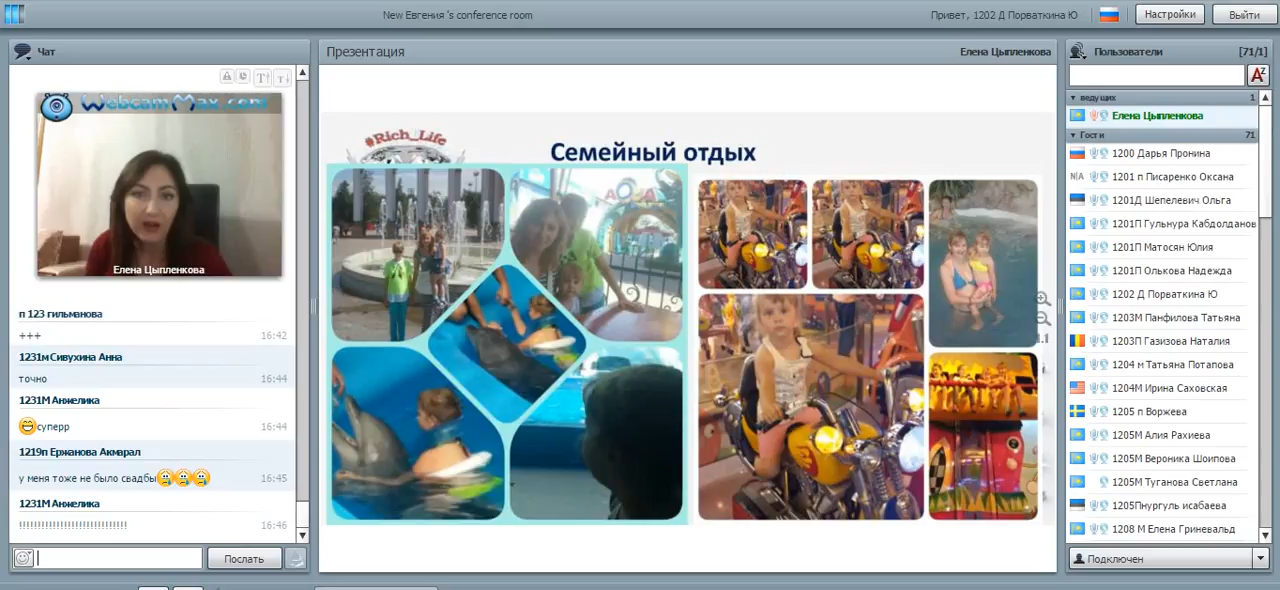 New Евгения 's conference room
Привет, 1202 Д Порваткина Ю
Настройки
Выйти
Чат
WebcamMax.com
Елена Цыпленкова
п 123 гильманова
+++ 16:42
1231м Сивухина Анна
точно 16:44
1231М Анжелика
суперр 16:44
1219п Ержанова Акмарал
у меня тоже не было свадьбы 16:45
1231М Анжелика
!!!!!!!!!!!!!!!!!!!!!!!!!!!!! 16:46
Послать
Презентация
Елена Цыпленкова
#Rich_Life
Семейный отдых
AQUA
1.1
Пользователи [71/1]
ведущих 1
Елена Цыпленкова
Гости 71
1200 Дарья Пронина
N/A 1201 п Писаренко Оксана
1201Д Шепелевич Ольга
1201П Гульнура Кабдолданов
1201П Матосян Юлия
1201П Олькова Надежда
1202 Д Порваткина Ю
1203М Панфилова Татьяна
1203П Газизова Наталия
1204 м Татьяна Потапова
1204М Ирина Саховская
1205 п Воржева
1205М Алия Рахиева
1205М Вероника Шоипова
1205М Туганова Светлана
1205Пнургуль исабаева
1208 М Елена Гриневальд
Подключен